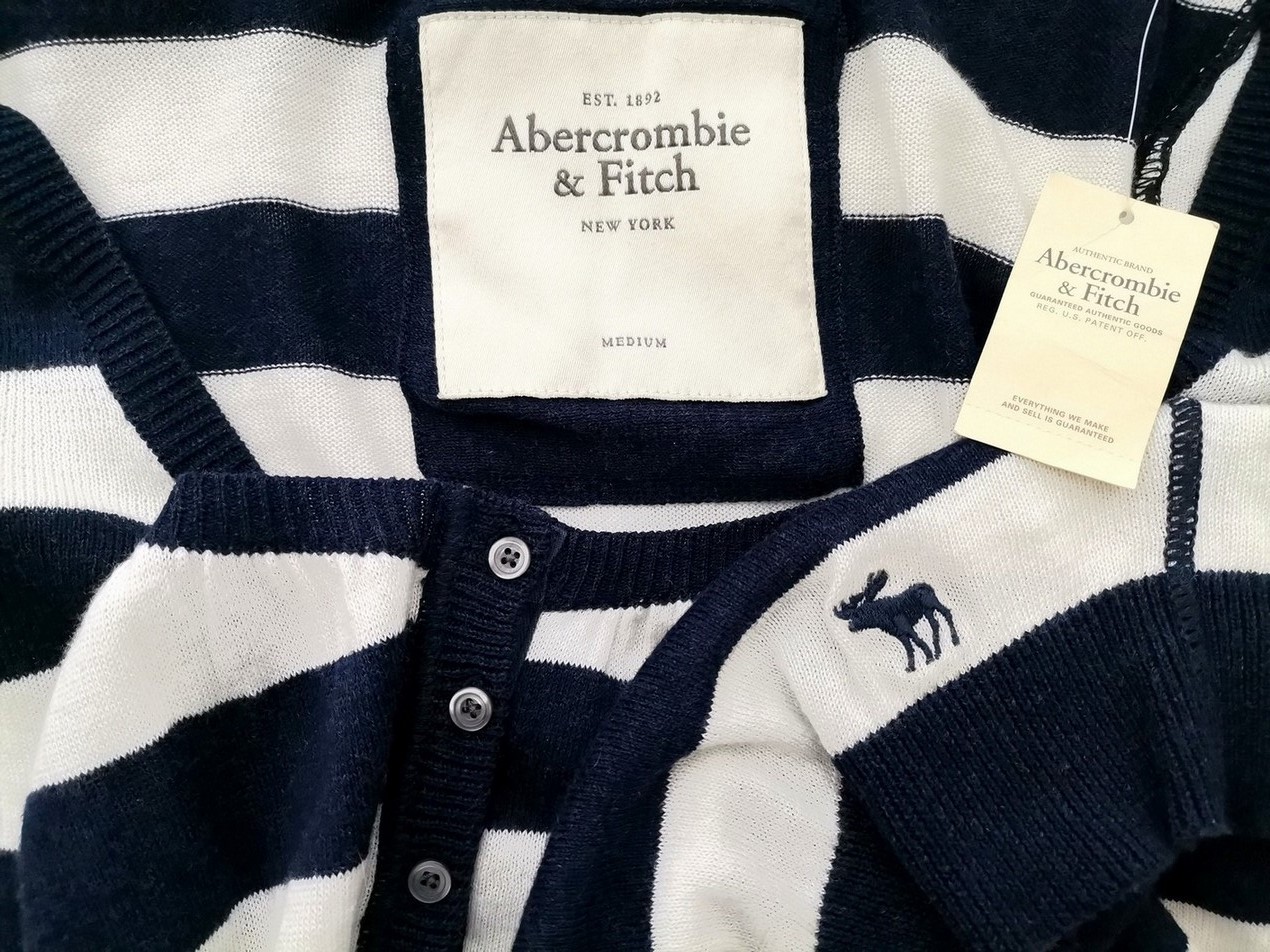 EST. 1892
Abercrombie
& Fitch
NEW YORK
MEDIUM
AUTHENTIC BRAND
Abercrombie
& Fitch
GUARANTEED AUTHENTIC GOODS
REG. U.S. PATENT OFF.
EVERYTHING WE MAKE
AND SELL IS GUARANTEED